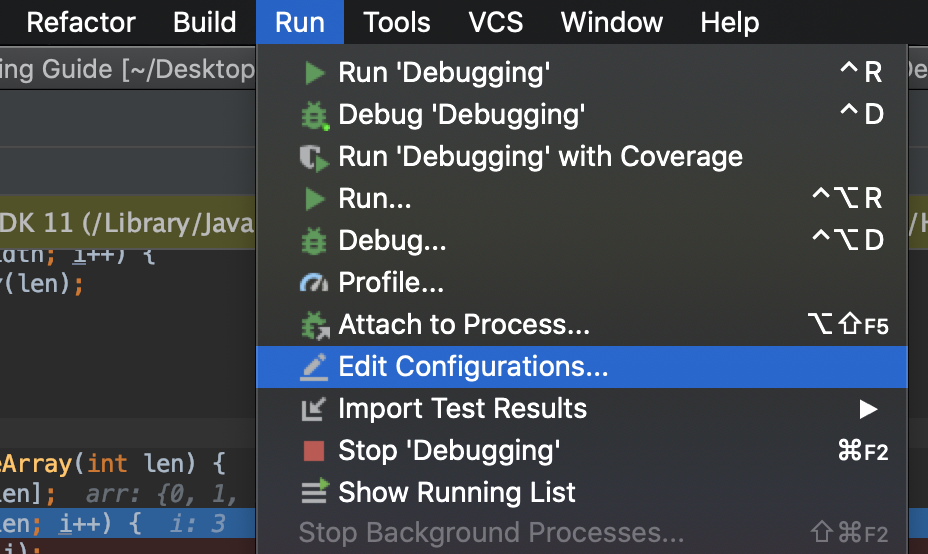 Refactor Build Run Tools VCS Window Help
ing Guide [~/Desktop
Run 'Debugging' ^ R
Debug 'Debugging' ^ D
Run 'Debugging' with Coverage
Run... ^⌥ R
DK 11 (/Library/Java
Debug... ^⌥ D
i++) {
(len);
Profile...
Attach to Process... ⌥⇧F5
Edit Configurations...
Import Test Results ▶
Stop 'Debugging' ⌘F2
eArray(int len) {
len]; arr: {0, 1,
Show Running List
len; i++) { i: 3
Stop Background Processes... ⇧⌘F2